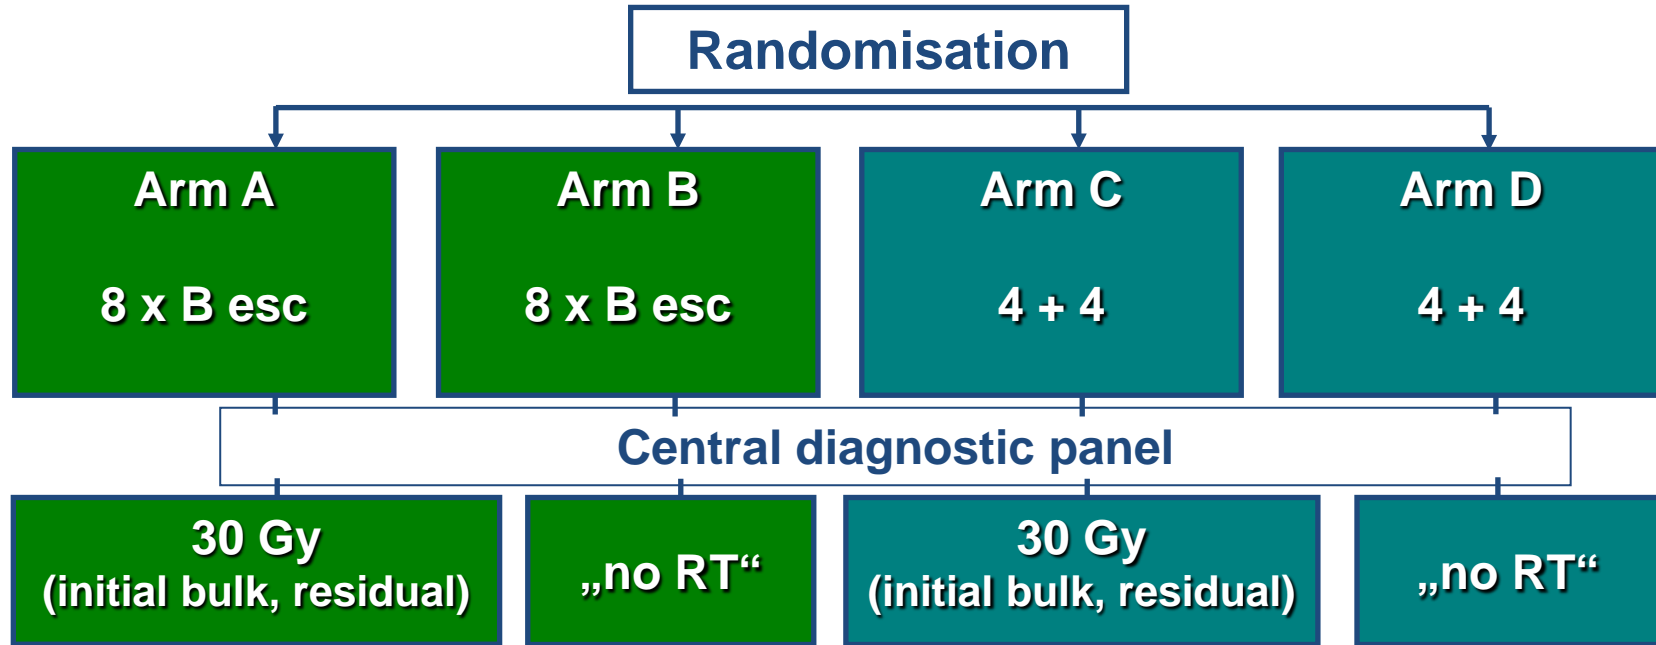 Randomisation
Arm A
8 x B esc
Arm B
8 x B esc
Arm C
4 + 4
Arm D
4 + 4
Central diagnostic panel
30 Gy
(initial bulk, residual)
„no RT“
30 Gy
(initial bulk, residual)
„no RT“